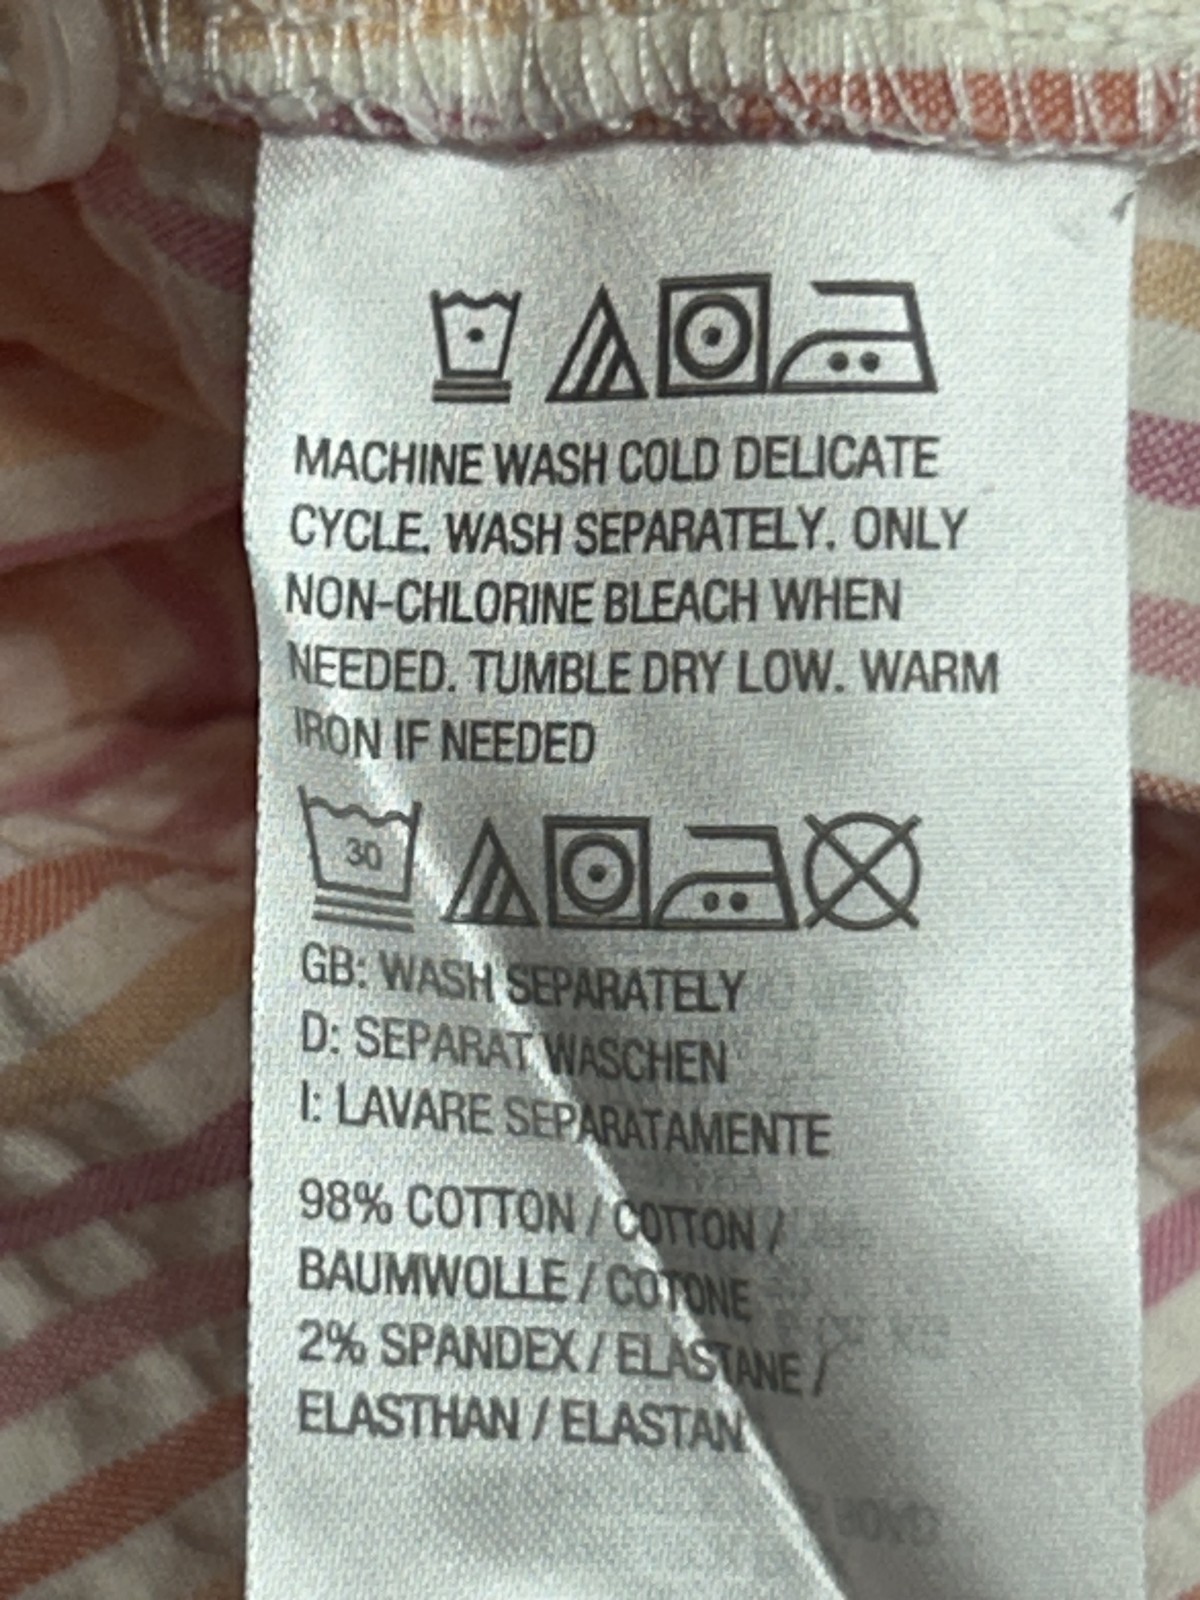 MACHINE WASH COLD DELICATE
CYCLE. WASH SEPARATELY. ONLY
NON-CHLORINE BLEACH WHEN
NEEDED. TUMBLE DRY LOW. WARM
IRON IF NEEDED
30
GB: WASH SEPARATELY
D: SEPARAT WASCHEN
I: LAVARE SEPARATAMENTE
98% COTTON / COTTON /
BAUMWOLLE / COTONE
2% SPANDEX / ELASTANE /
ELASTHAN / ELASTAN